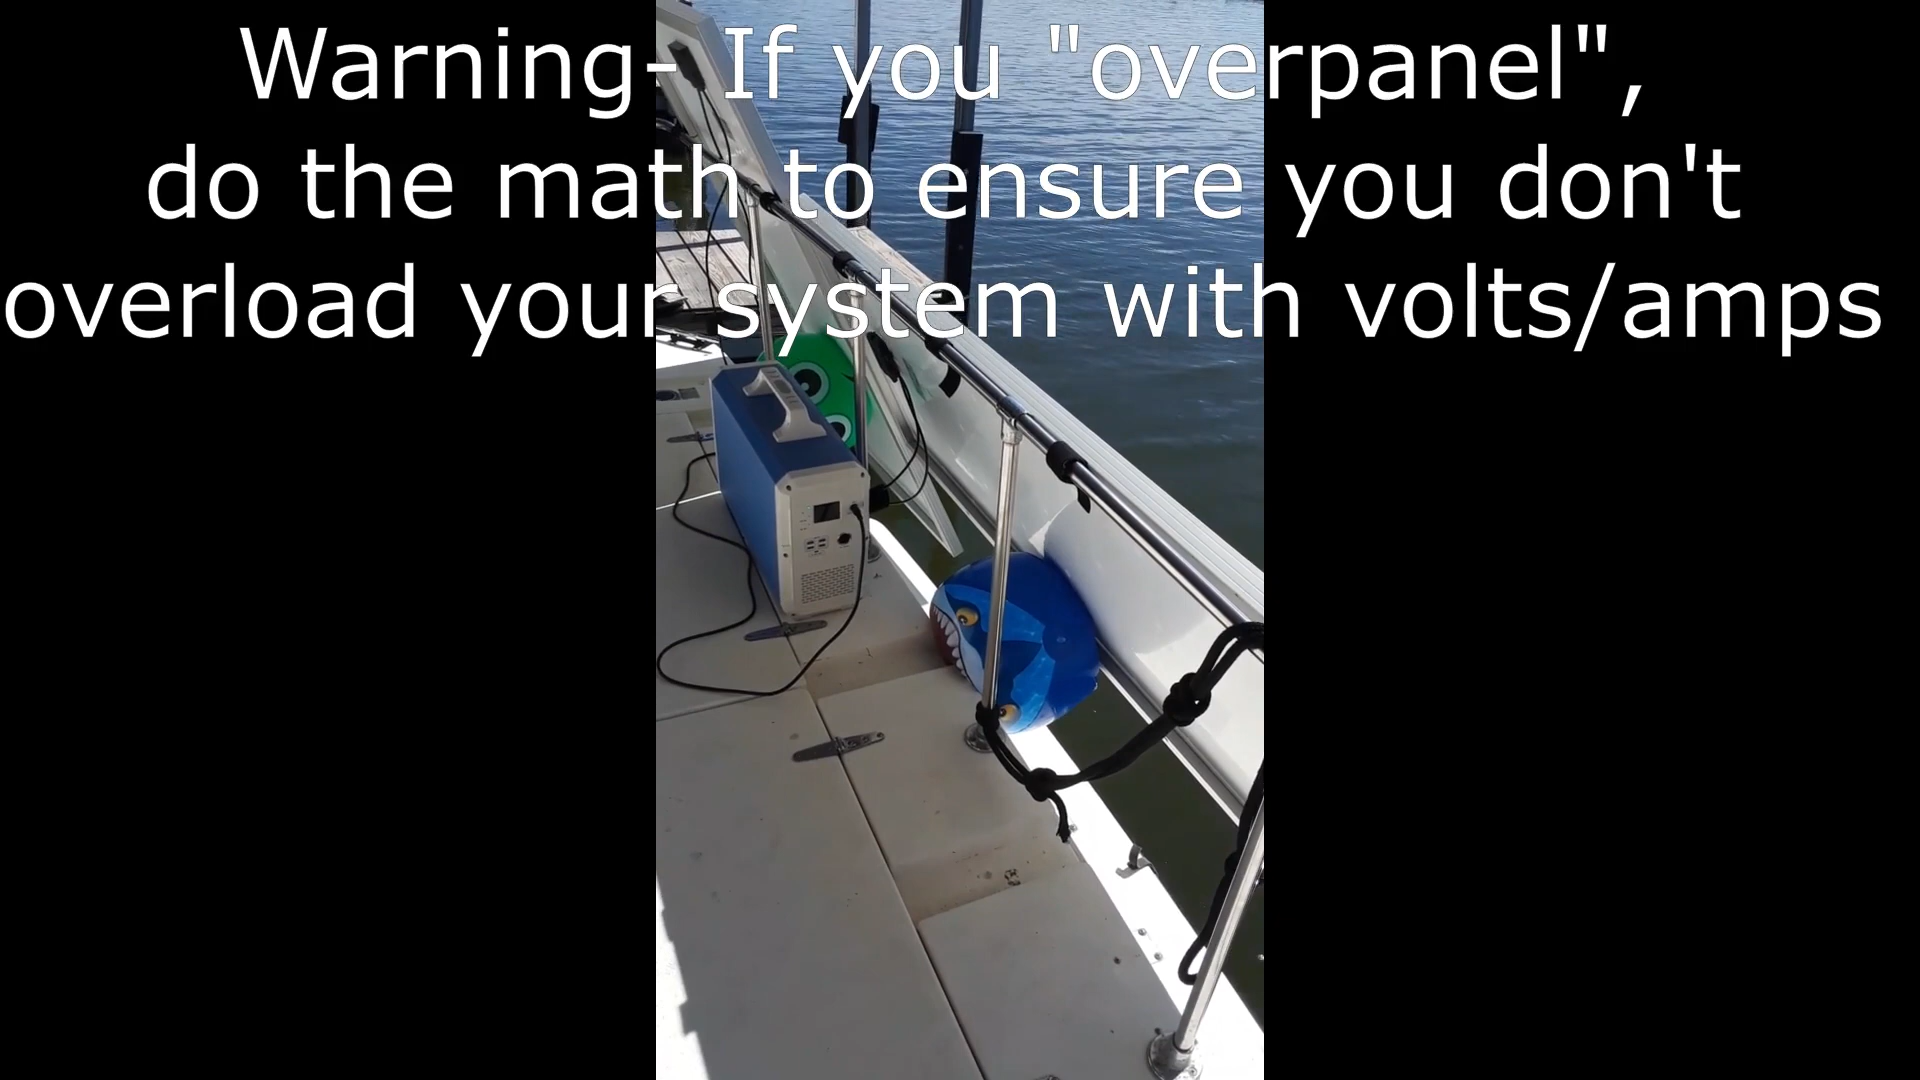 Warning- If you "overpanel",
do the math to ensure you don't
overload your system with volts/amps